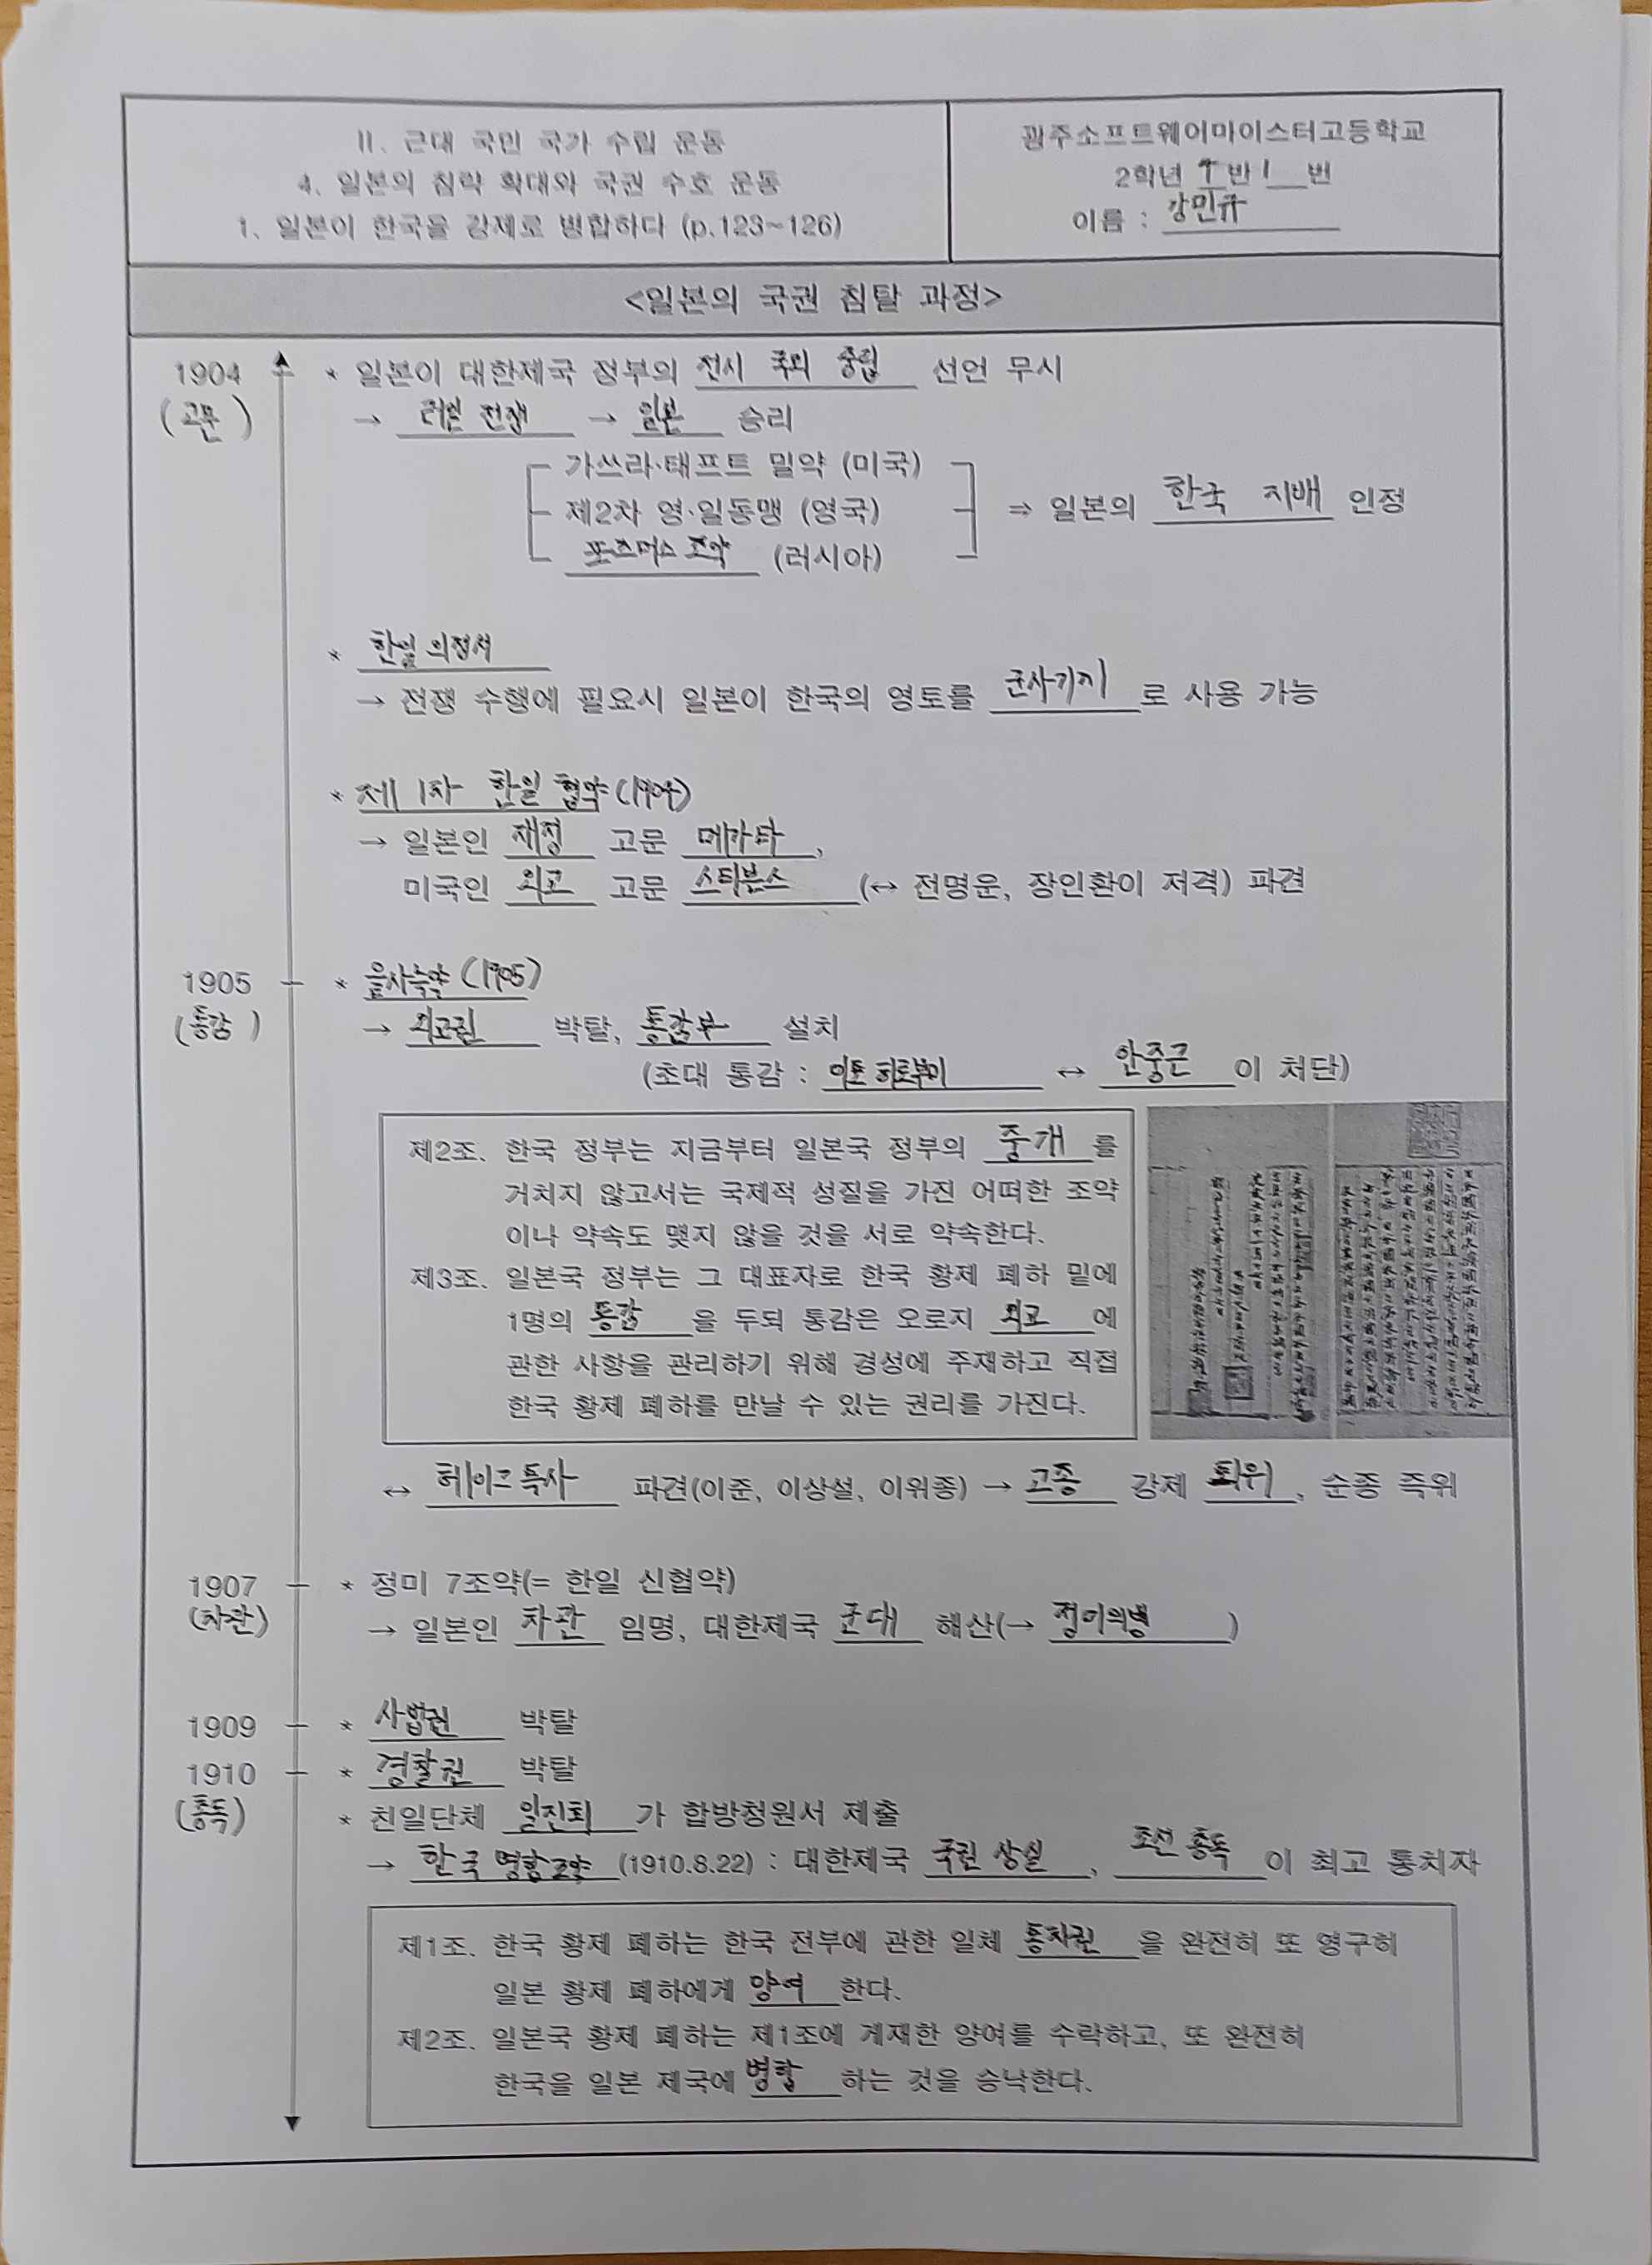 Ⅱ. 근대 국민 국가 수립 운동
4. 일본의 침략 확대와 국권 수호 운동
1. 일본이 한국을 강제로 병합하다 (p.123~126)
광주소프트웨어마이스터고등학교
2학년 4반 1번
이름 : 강민규
<일본의 국권 침탈 과정>
1904 * 일본이 대한제국 정부의 전시 국외 중립 선언 무시
(고문) → 러일 전쟁 → 일본 승리
가쓰라·태프트 밀약 (미국)
제2차 영·일동맹 (영국) ⇒ 일본의 한국 지배 인정
포츠머스 조약 (러시아)
* 한일 의정서
→ 전쟁 수행에 필요시 일본이 한국의 영토를 군사기지로 사용 가능
* 제1차 한일 협약(1904)
→ 일본인 재정 고문 메가타,
미국인 외교 고문 스티븐스 (↔ 전명운, 장인환이 저격) 파견
1905 * 을사늑약 (1905)
(통감) → 외교권 박탈, 통감부 설치
(초대 통감 : 이토 히로부미 ↔ 안중근이 처단)
제2조. 한국 정부는 지금부터 일본국 정부의 중개를
거치지 않고서는 국제적 성질을 가진 어떠한 조약
이나 약속도 맺지 않을 것을 서로 약속한다.
제3조. 일본국 정부는 그 대표자로 한국 황제 폐하 밑에
1명의 통감을 두되 통감은 오로지 외교에
관한 사항을 관리하기 위해 경성에 주재하고 직접
한국 황제 폐하를 만날 수 있는 권리를 가진다.
↔ 헤이그 특사 파견(이준, 이상설, 이위종) → 고종 강제 퇴위, 순종 즉위
1907 * 정미 7조약(= 한일 신협약)
(차관) → 일본인 차관 임명, 대한제국 군대 해산(→ 정미의병)
1909 * 사법권 박탈
1910 * 경찰권 박탈
(총독) * 친일단체 일진회가 합방청원서 제출
→ 한국 병합 조약 (1910.8.22) : 대한제국 국권 상실, 조선 총독이 최고 통치자
제1조. 한국 황제 폐하는 한국 전부에 관한 일체 통치권을 완전히 또 영구히
일본 황제 폐하에게 양여한다.
제2조. 일본국 황제 폐하는 제1조에 게재한 양여를 수락하고, 또 완전히
한국을 일본 제국에 병합하는 것을 승낙한다.